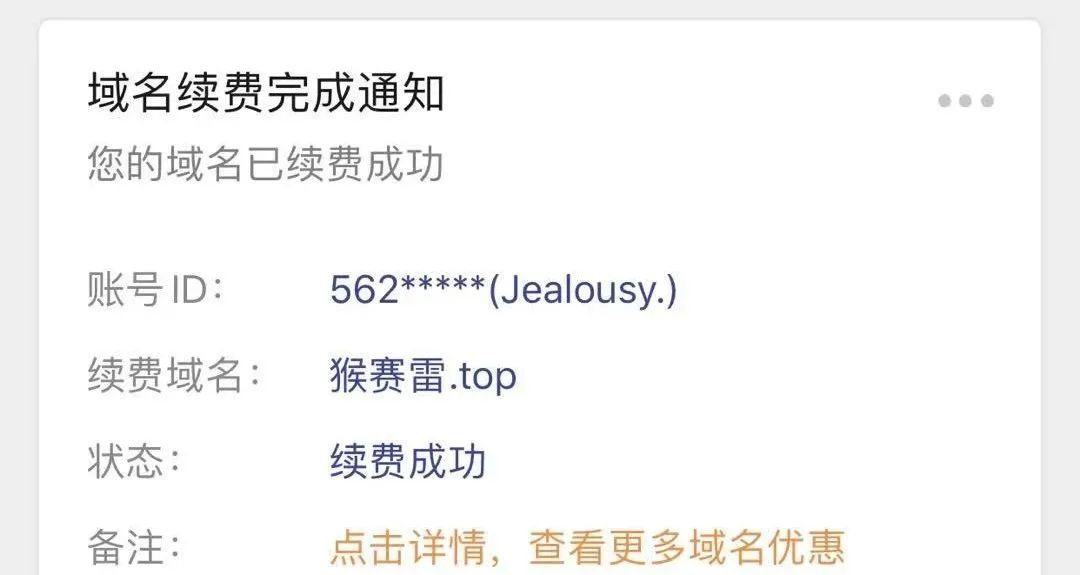 域名续费完成通知
您的域名已续费成功
账号ID： 562*****(Jealousy.)
续费域名： 猴赛雷.top
状态： 续费成功
备注： 点击详情，查看更多域名优惠